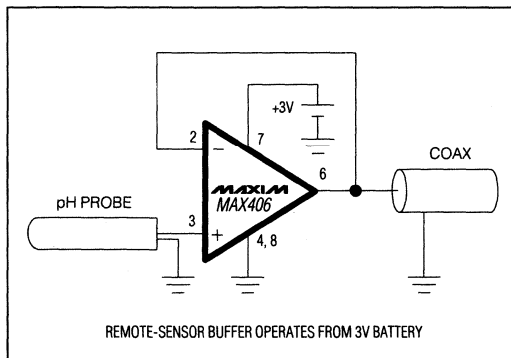 +3V
2
−
7
6
COAX
MAXIM
MAX406
pH PROBE
3
+
4, 8
REMOTE-SENSOR BUFFER OPERATES FROM 3V BATTERY